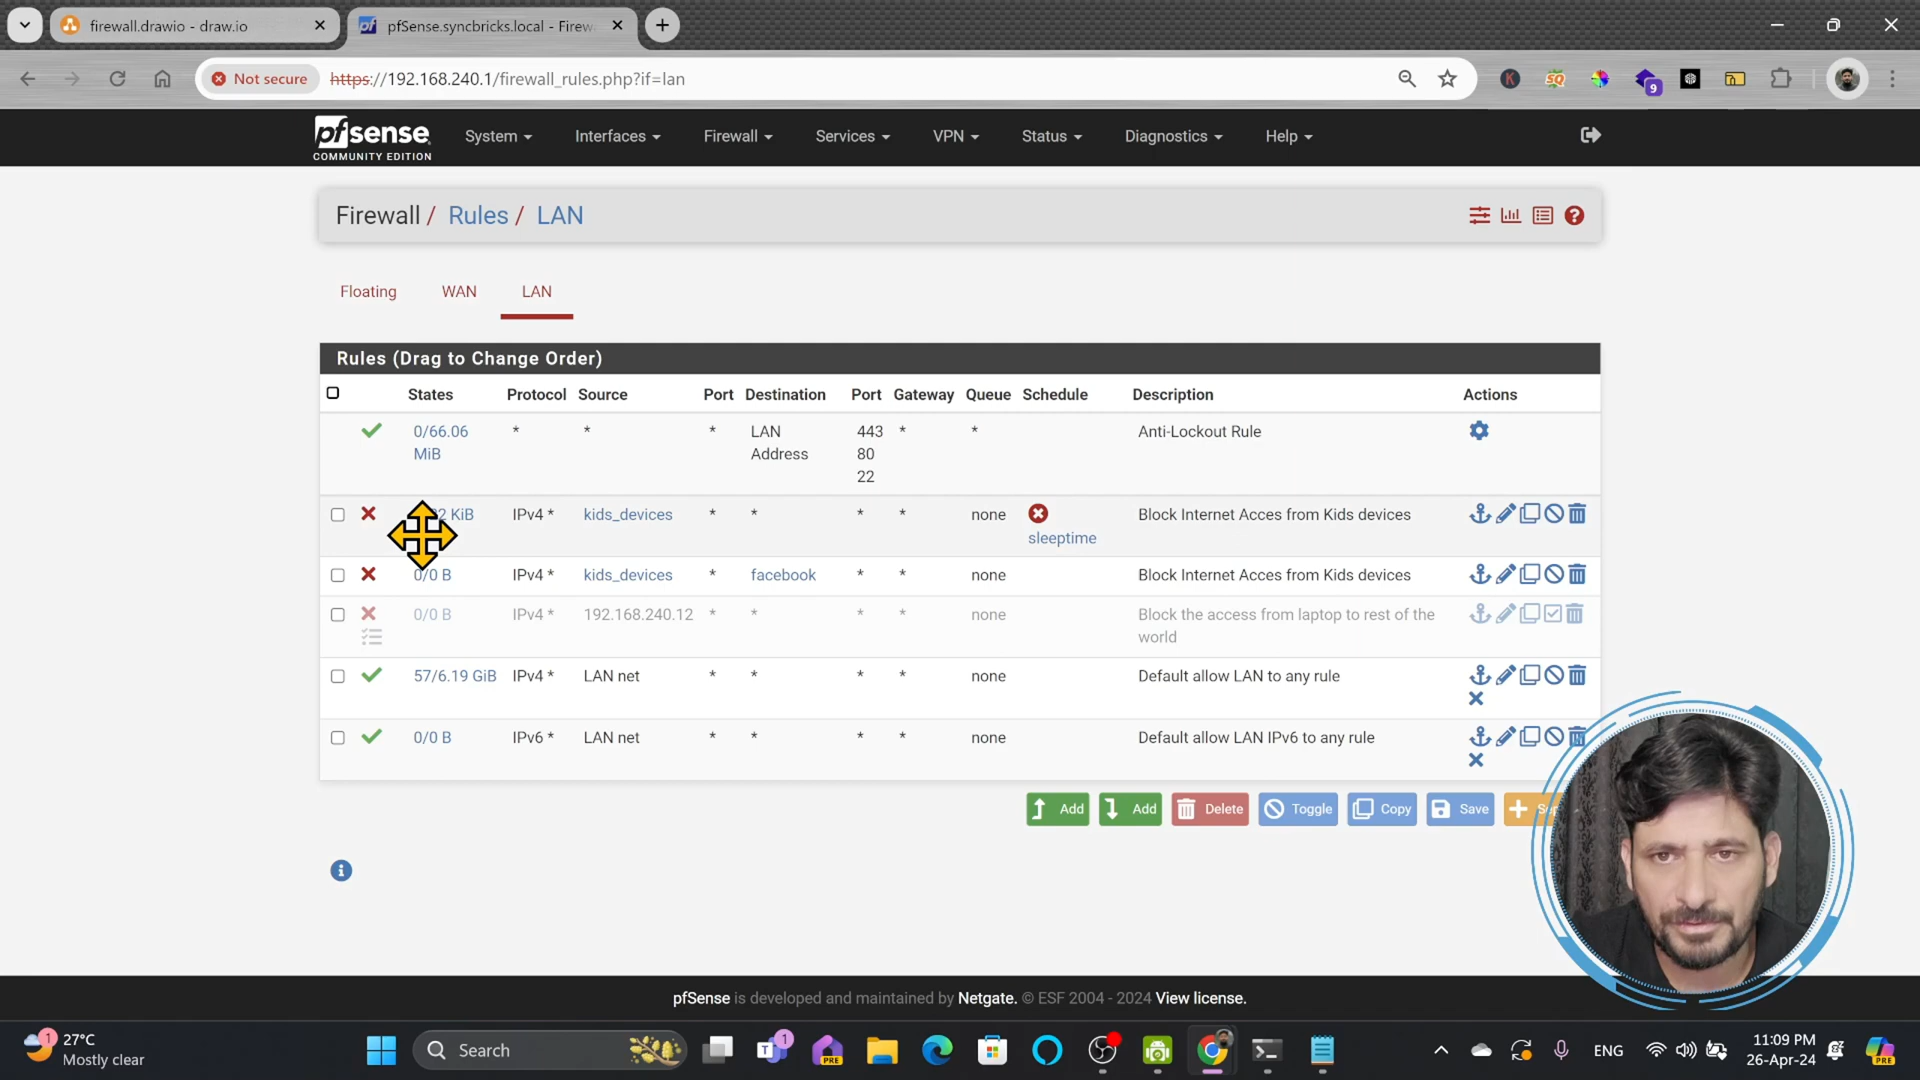 firewall.drawio - draw.io
pfSense.syncbricks.local - Firew
Not secure
https://192.168.240.1/firewall_rules.php?if=lan
9
pfsense
COMMUNITY EDITION
System
Interfaces
Firewall
Services
VPN
Status
Diagnostics
Help
Firewall / Rules / LAN
Floating
WAN
LAN
Rules (Drag to Change Order)
States Protocol Source Port Destination Port Gateway Queue Schedule Description Actions
0/66.06 * * * LAN 443 * * Anti-Lockout Rule
MiB Address 80
22
KiB IPv4 * kids_devices * * * * none Block Internet Acces from Kids devices
sleeptime
0/0 B IPv4 * kids_devices * facebook * * none Block Internet Acces from Kids devices
0/0 B IPv4 * 192.168.240.12 * * * * none Block the access from laptop to rest of the
world
57/6.19 GiB IPv4 * LAN net * * * * none Default allow LAN to any rule
0/0 B IPv6 * LAN net * * * * none Default allow LAN IPv6 to any rule
Add
Add
Delete
Toggle
Copy
Save
pfSense is developed and maintained by Netgate. © ESF 2004 - 2024 View license.
1
27°C
Mostly clear
Search
1
PRE
ENG
11:09 PM
26-Apr-24
PRE